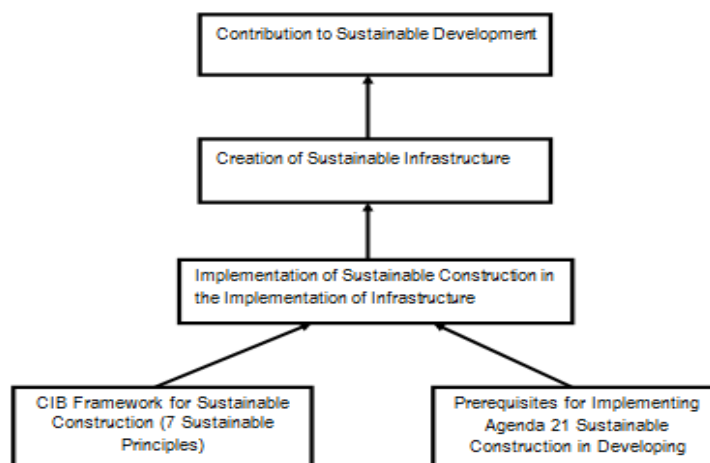 Contribution to Sustainable Development
Creation of Sustainable Infrastructure
Implementation of Sustainable Construction in
the Implementation of Infrastructure
CIB Framework for Sustainable
Construction (7 Sustainable
Principles)
Prerequisites for Implementing
Agenda 21 Sustainable
Construction in Developing